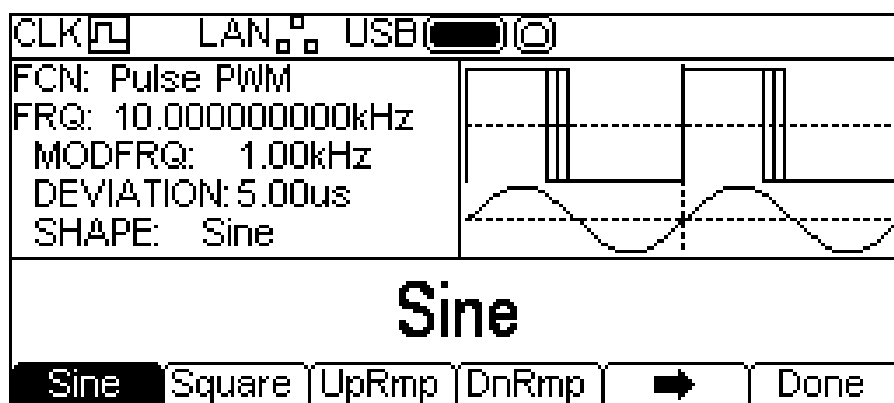 CLK LAN USB
FCN: Pulse PWM
FRQ: 10.000000000kHz
MODFRQ: 1.00kHz
DEVIATION: 5.00us
SHAPE: Sine
Sine
Sine Square UpRmp DnRmp Done